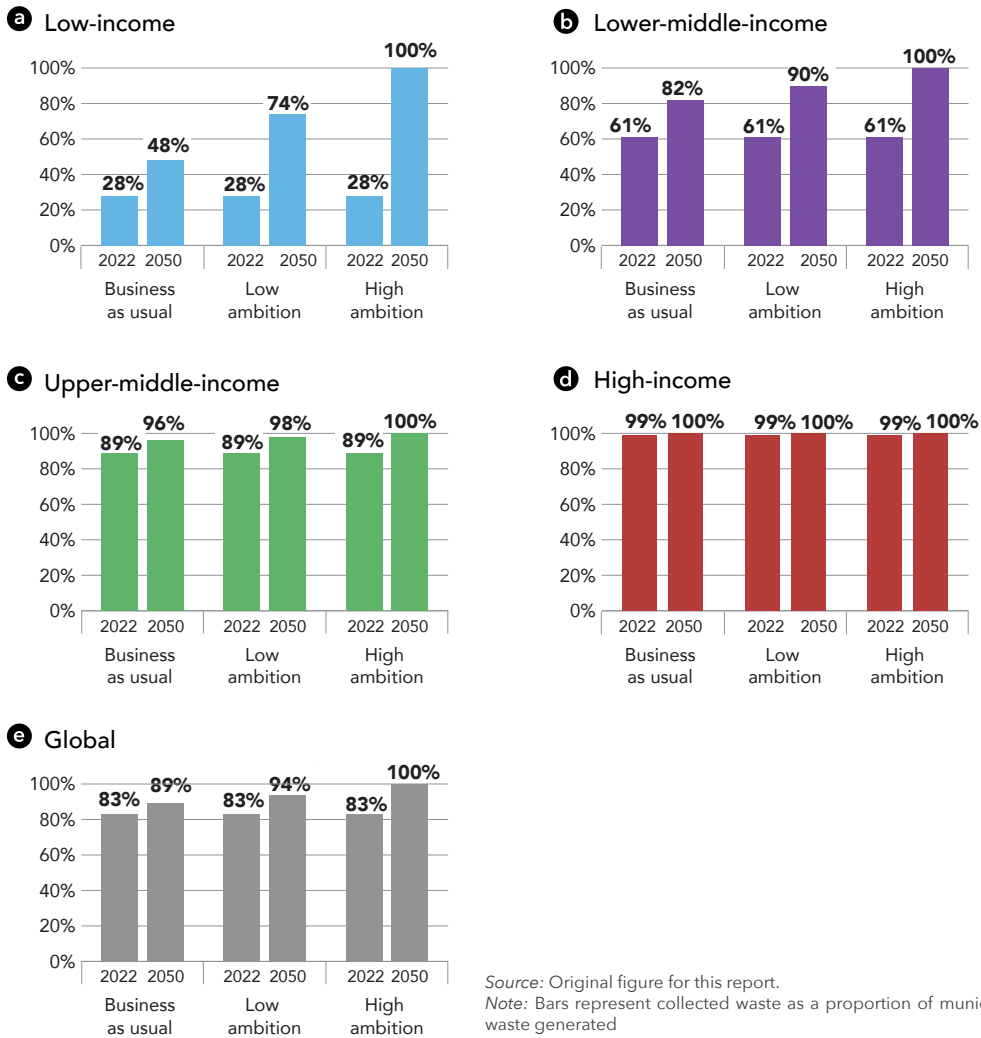 a Low-income
100%
80%
60%
40%
20%
0%
28% 48% 28% 74% 28% 100%
2022 2050 2022 2050 2022 2050
Business as usual
Low ambition
High ambition
b Lower-middle-income
100%
80%
60%
40%
20%
0%
61% 82% 61% 90% 61% 100%
2022 2050 2022 2050 2022 2050
Business as usual
Low ambition
High ambition
c Upper-middle-income
100%
80%
60%
40%
20%
0%
89% 96% 89% 98% 89% 100%
2022 2050 2022 2050 2022 2050
Business as usual
Low ambition
High ambition
d High-income
100%
80%
60%
40%
20%
0%
99% 100% 99% 100% 99% 100%
2022 2050 2022 2050 2022 2050
Business as usual
Low ambition
High ambition
e Global
100%
80%
60%
40%
20%
0%
83% 89% 83% 94% 83% 100%
2022 2050 2022 2050 2022 2050
Business as usual
Low ambition
High ambition
Source: Original figure for this report.
Note: Bars represent collected waste as a proportion of
waste generated